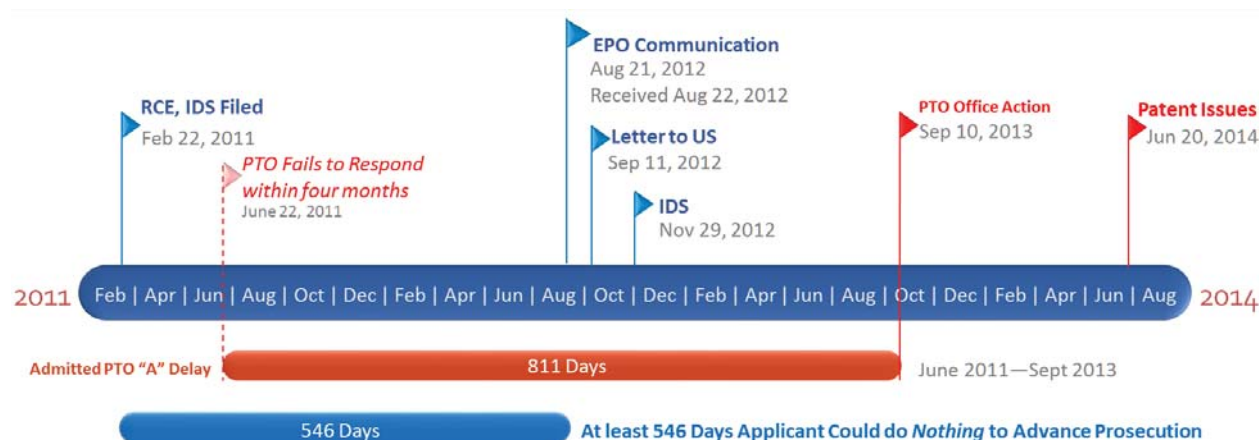 EPO Communication
Aug 21, 2012
Received Aug 22, 2012
RCE, IDS Filed
Feb 22, 2011
PTO Fails to Respond
within four months
June 22, 2011
Letter to US
Sep 11, 2012
IDS
Nov 29, 2012
PTO Office Action
Sep 10, 2013
Patent Issues
Jun 20, 2014
2011 Feb | Apr | Jun | Aug | Oct | Dec | Feb | Apr | Jun | Aug | Oct | Dec | Feb | Apr | Jun | Aug | Oct | Dec | Feb | Apr | Jun | Aug 2014
Admitted PTO “A” Delay 811 Days June 2011—Sept 2013
546 Days At least 546 Days Applicant Could do Nothing to Advance Prosecution